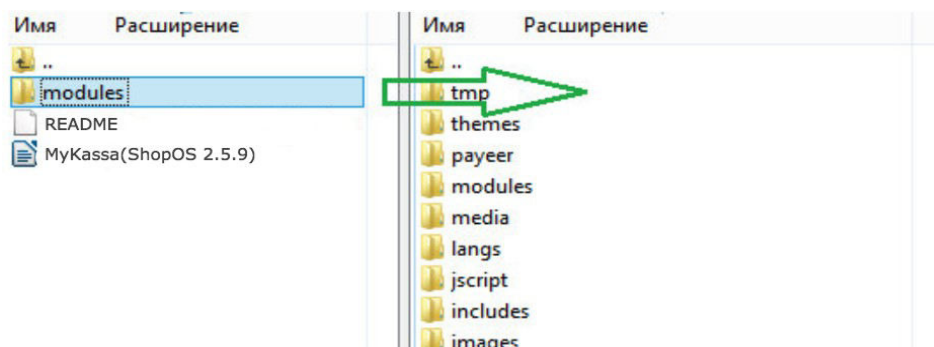 Имя Расширение
..
modules
README
MyKassa(ShopOS 2.5.9)
Имя Расширение
..
tmp
themes
payeer
modules
media
langs
jscript
includes
images